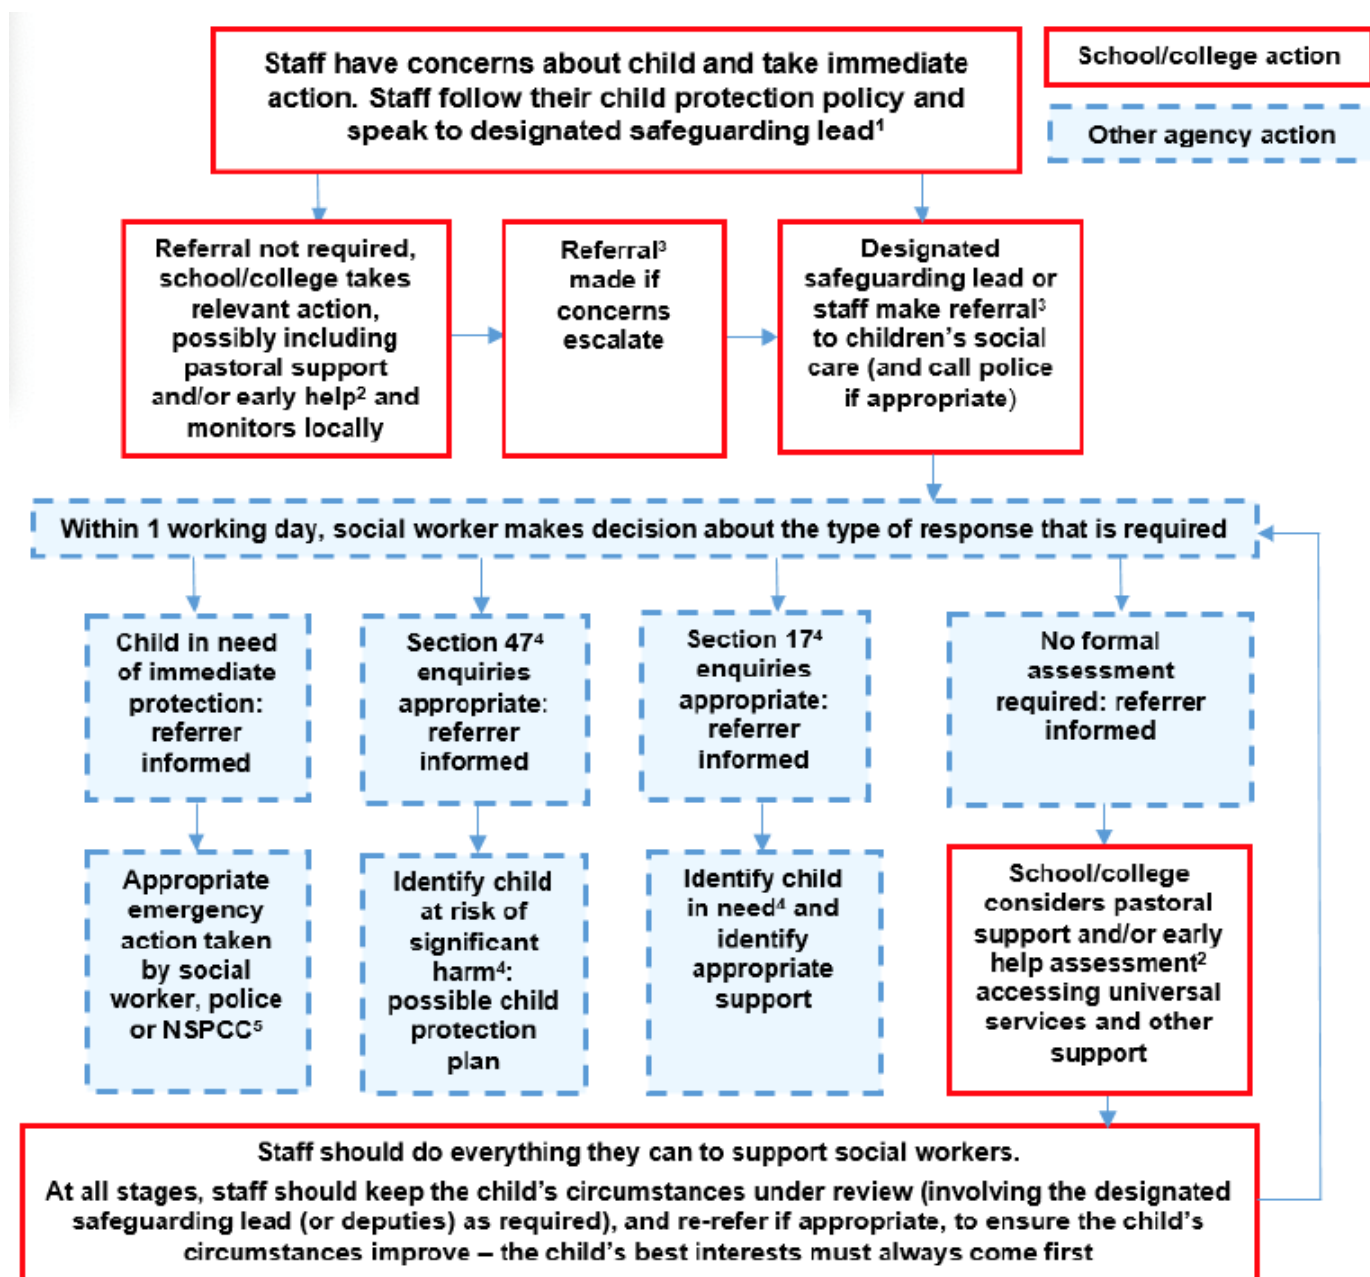 Staff have concerns about child and take immediate
action. Staff follow their child protection policy and
speak to designated safeguarding lead¹
School/college action
Other agency action
Referral not required,
school/college takes
relevant action,
possibly including
pastoral support
and/or early help² and
monitors locally
Referral³
made if
concerns
escalate
Designated
safeguarding lead or
staff make referral³
to children's social
care (and call police
if appropriate)
Within 1 working day, social worker makes decision about the type of response that is required
Child in need
of immediate
protection:
referrer
informed
Section 47⁴
enquiries
appropriate:
referrer
informed
Section 17⁴
enquiries
appropriate:
referrer
informed
No formal
assessment
required: referrer
informed
Appropriate
emergency
action taken
by social
worker, police
or NSPCC⁵
Identify child
at risk of
significant
harm⁴:
possible child
protection
plan
Identify child
in need⁴ and
identify
appropriate
support
School/college
considers pastoral
support and/or early
help assessment²
accessing universal
services and other
support
Staff should do everything they can to support social workers.
At all stages, staff should keep the child's circumstances under review (involving the designated
safeguarding lead (or deputies) as required), and re-refer if appropriate, to ensure the child's
circumstances improve – the child's best interests must always come first